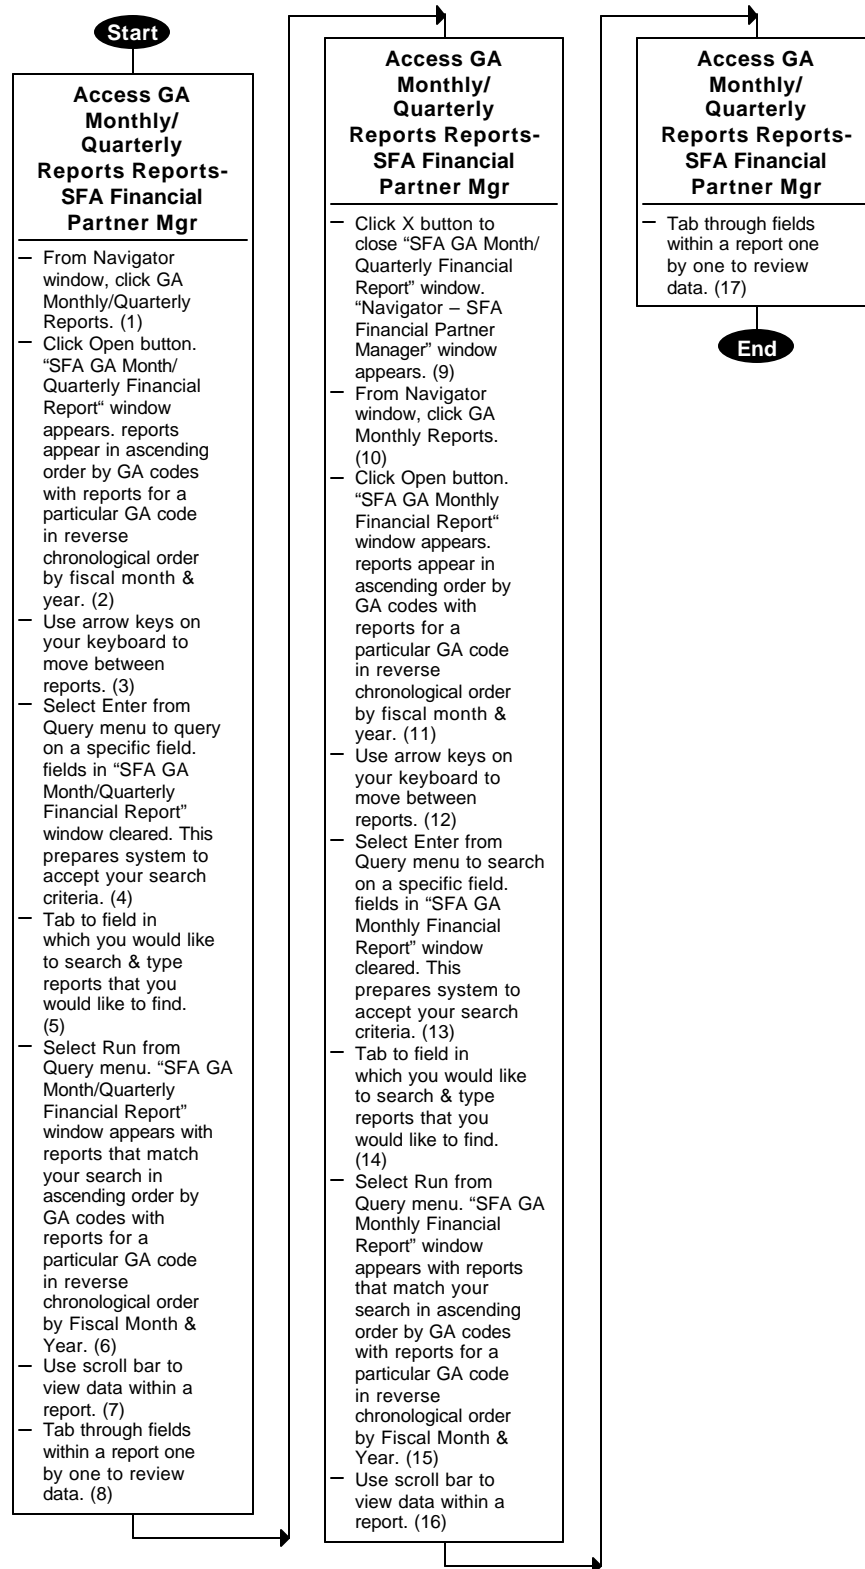 Start
Access GA
Monthly/
Quarterly
Reports Reports-
SFA Financial
Partner Mgr
– From Navigator
window, click GA
Monthly/Quarterly
Reports. (1)
– Click Open button.
“SFA GA Month/
Quarterly Financial
Report“ window
appears. reports
appear in ascending
order by GA codes
with reports for a
particular GA code
in reverse
chronological order
by fiscal month &
year. (2)
– Use arrow keys on
your keyboard to
move between
reports. (3)
– Select Enter from
Query menu to query
on a specific field.
fields in “SFA GA
Month/Quarterly
Financial Report”
window cleared. This
prepares system to
accept your search
criteria. (4)
– Tab to field in
which you would like
to search & type
reports that you
would like to find.
(5)
– Select Run from
Query menu. “SFA GA
Month/Quarterly
Financial Report”
window appears with
reports that match
your search in
ascending order by
GA codes with
reports for a
particular GA code
in reverse
chronological order
by Fiscal Month &
Year. (6)
– Use scroll bar to
view data within a
report. (7)
– Tab through fields
within a report one
by one to review
data. (8)
Access GA
Monthly/
Quarterly
Reports Reports-
SFA Financial
Partner Mgr
– Click X button to
close “SFA GA Month/
Quarterly Financial
Report” window.
“Navigator – SFA
Financial Partner
Manager” window
appears. (9)
– From Navigator
window, click GA
Monthly Reports.
(10)
– Click Open button.
“SFA GA Monthly
Financial Report“
window appears.
reports appear in
ascending order by
GA codes with
reports for a
particular GA code
in reverse
chronological order
by fiscal month &
year. (11)
– Use arrow keys on
your keyboard to
move between
reports. (12)
– Select Enter from
Query menu to search
on a specific field.
fields in “SFA GA
Monthly Financial
Report” window
cleared. This
prepares system to
accept your search
criteria. (13)
– Tab to field in
which you would like
to search & type
reports that you
would like to find.
(14)
– Select Run from
Query menu. “SFA GA
Monthly Financial
Report” window
appears with reports
that match your
search in ascending
order by GA codes
with reports for a
particular GA code
in reverse
chronological order
by Fiscal Month &
Year. (15)
– Use scroll bar to
view data within a
report. (16)
Access GA
Monthly/
Quarterly
Reports Reports-
SFA Financial
Partner Mgr
– Tab through fields
within a report one
by one to review
data. (17)
End